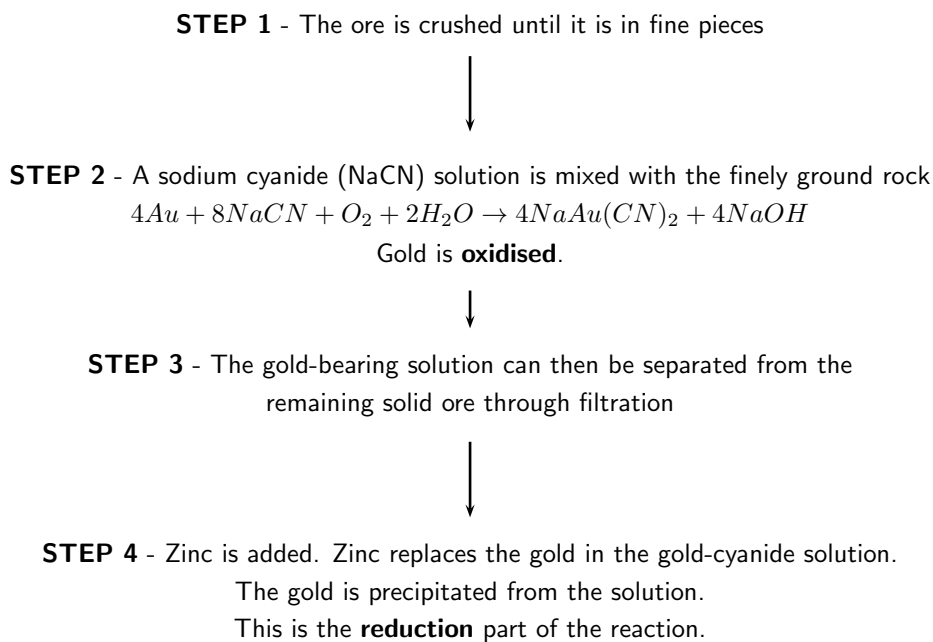 STEP 1 - The ore is crushed until it is in fine pieces
STEP 2 - A sodium cyanide (NaCN) solution is mixed with the finely ground rock
4Au + 8NaCN + O₂ + 2H₂O → 4NaAu(CN)₂ + 4NaOH
Gold is oxidised.
STEP 3 - The gold-bearing solution can then be separated from the
remaining solid ore through filtration
STEP 4 - Zinc is added. Zinc replaces the gold in the gold-cyanide solution.
The gold is precipitated from the solution.
This is the reduction part of the reaction.